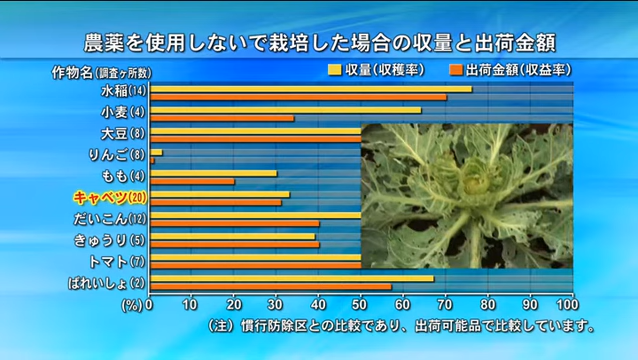 農薬を使用しないで栽培した場合の収量と出荷金額
作物名(調査ヶ所数)
収量(収穫率) 出荷金額(収益率)
水稲(14)
小麦(4)
大豆(8)
りんご(8)
もも(4)
キャベツ(20)
だいこん(12)
きゅうり(5)
トマト(7)
ばれいしょ(2)
(%) 0 10 20 30 40 50 60 70 80 90 100
(注)慣行防除区との比較であり、出荷可能品で比較しています。